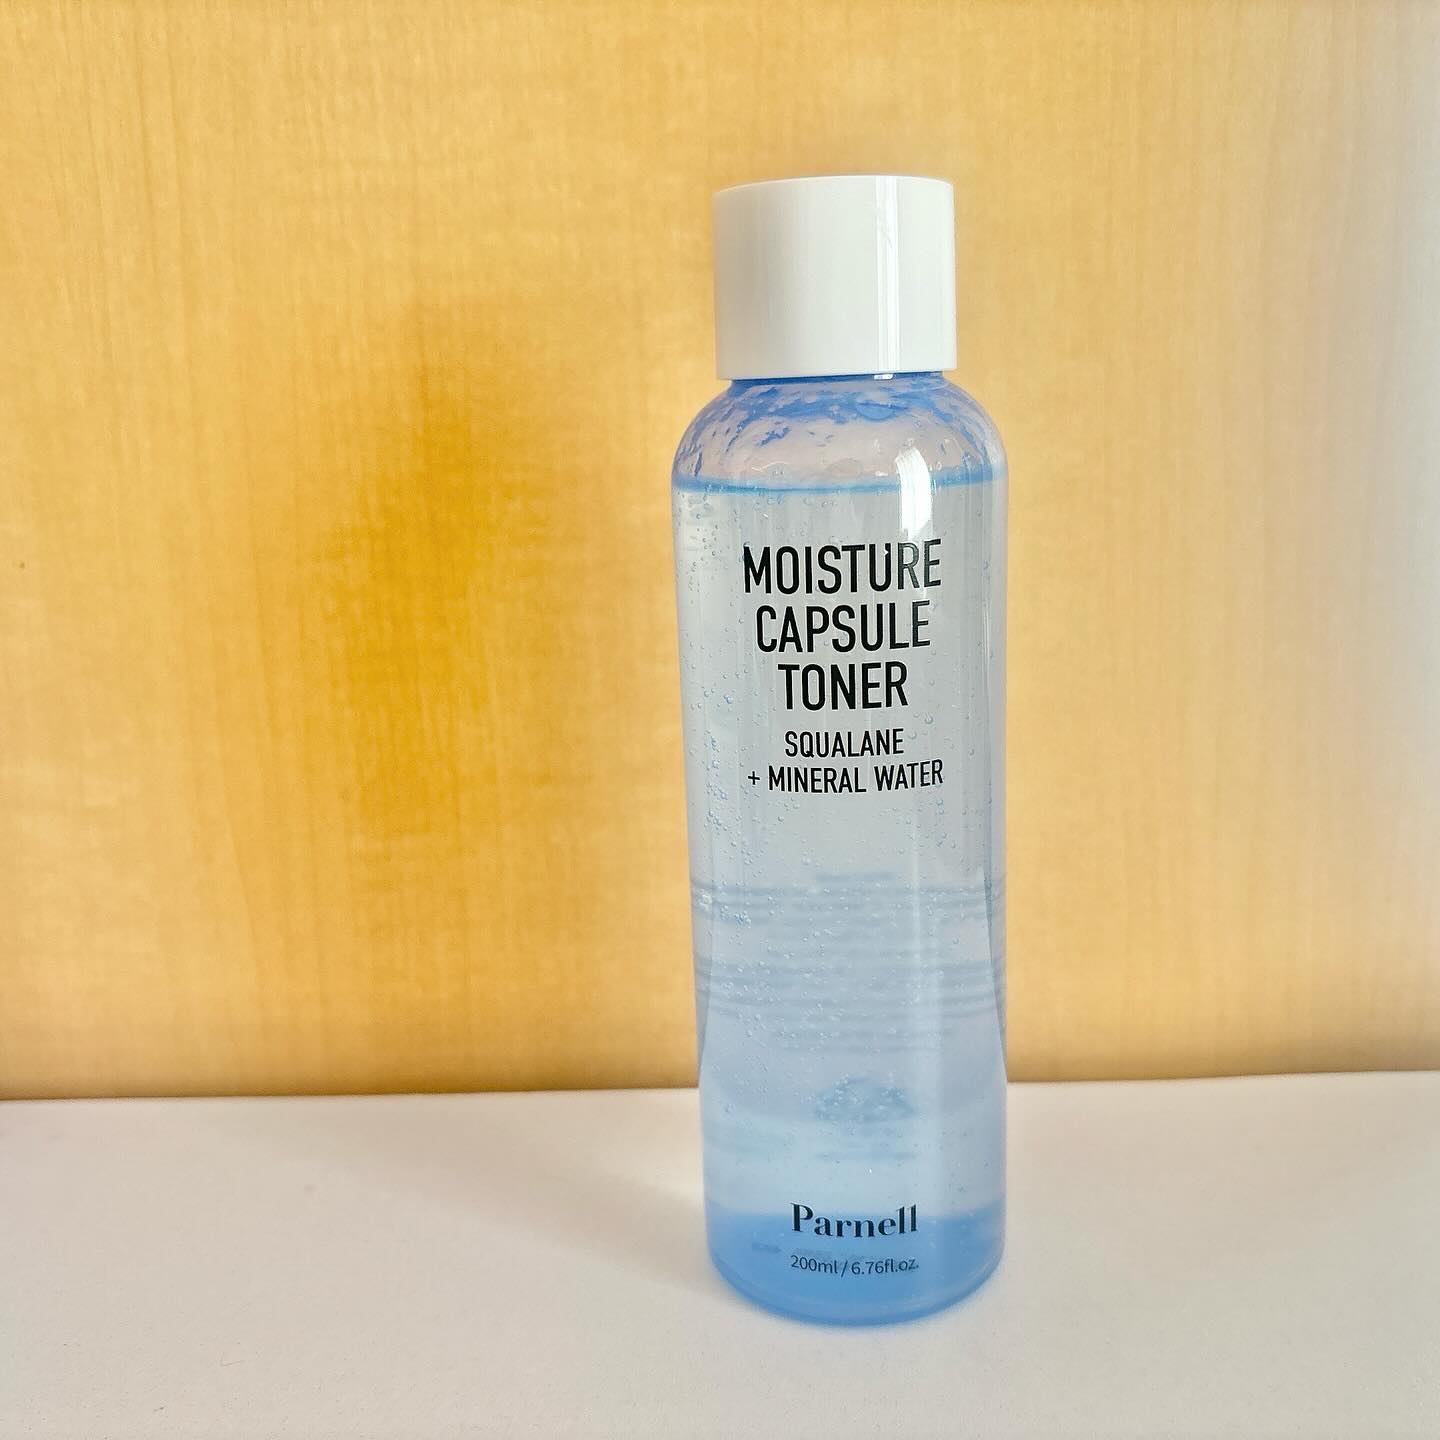 MOISTURE
CAPSULE
TONER
SQUALANE
+ MINERAL WATER
Parnell
200ml / 6.76fl.oz.